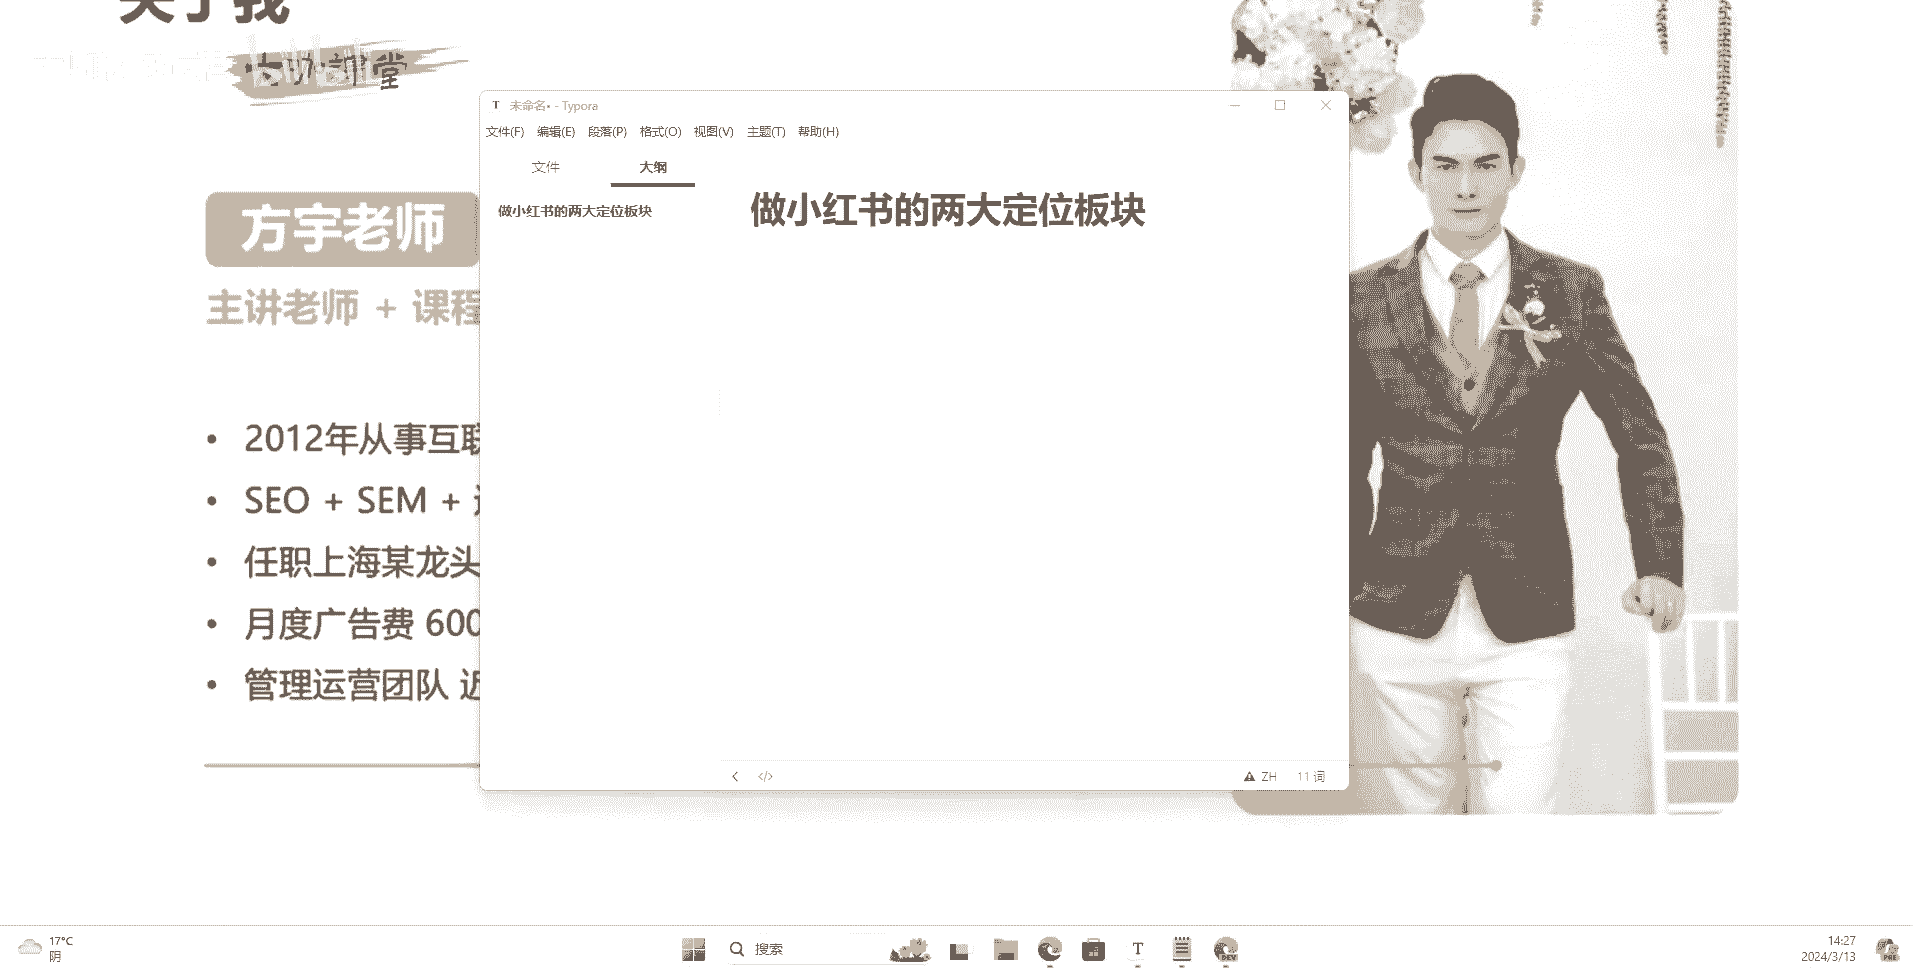 关于我
方宇老师
主讲老师 + 课程
2012年从事互联
SEO + SEM +
任职上海某龙头
月度广告费 600
管理运营团队 近
未命名• - Typora
文件(F) 编辑(E) 段落(P) 格式(O) 视图(V) 主题(T) 帮助(H)
文件 大纲
做小红书的两大定位板块
做小红书的两大定位板块
</> ZH 11 词
17°C
阴
搜索
T
DEV
14:27
2024/3/13
PRE